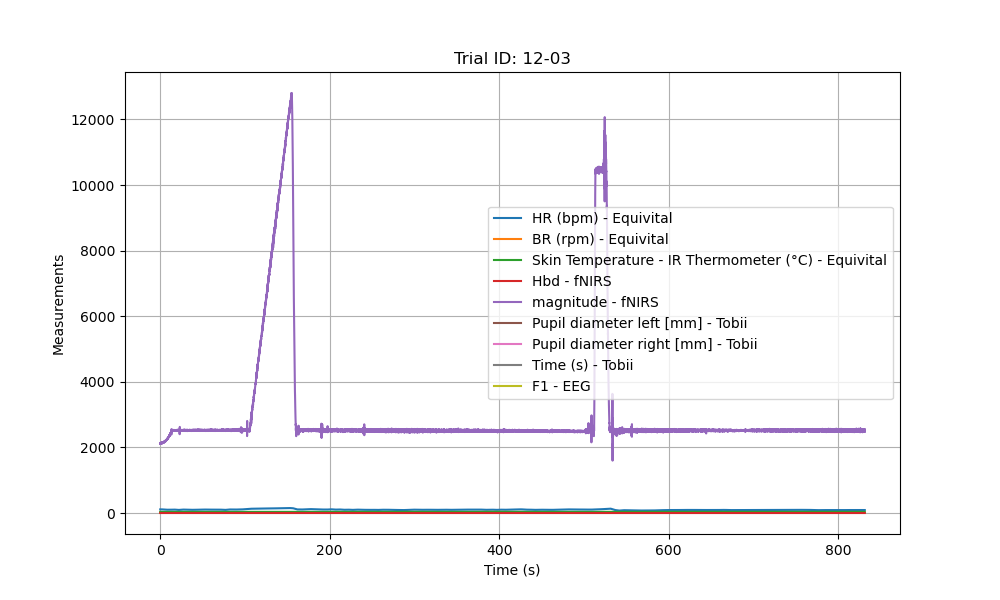 Trial ID: 12-03
12000
10000
8000
6000
4000
2000
0
Measurements
HR (bpm) - Equivital
BR (rpm) - Equivital
Skin Temperature - IR Thermometer (°C) - Equivital
Hbd - fNIRS
magnitude - fNIRS
Pupil diameter left [mm] - Tobii
Pupil diameter right [mm] - Tobii
Time (s) - Tobii
F1 - EEG
0 200 400 600 800
Time (s)